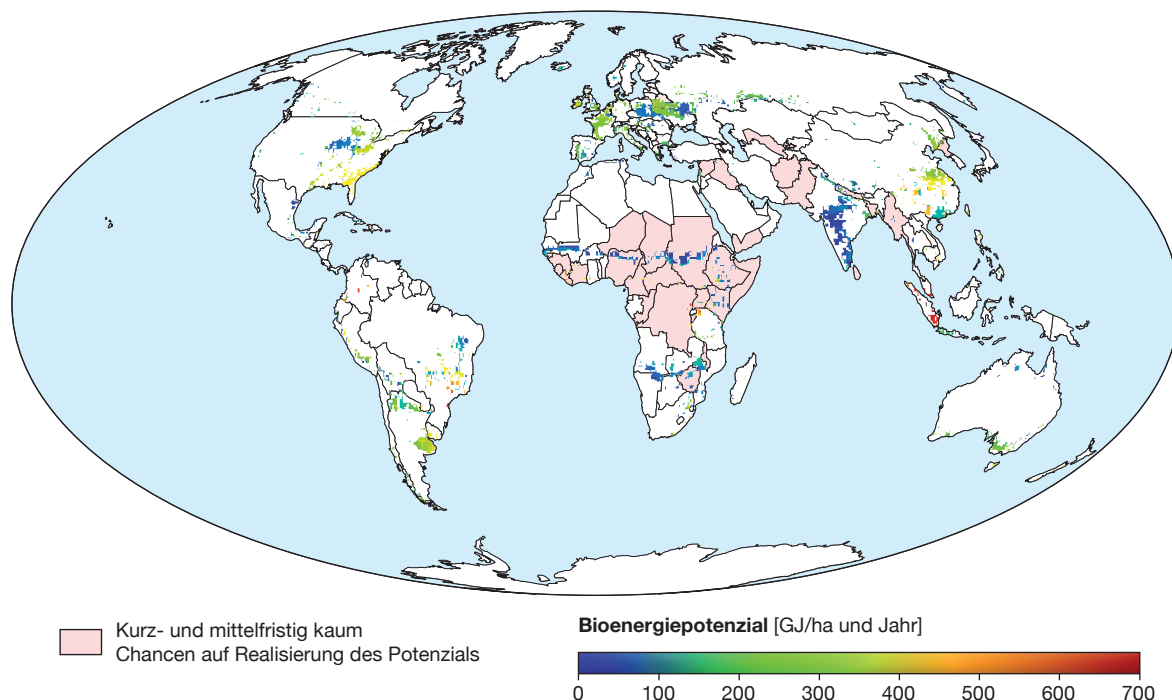 Kurz- und mittelfristig kaum
Chancen auf Realisierung des Potenzials
Bioenergiepotenzial [GJ/ha und Jahr]
0 100 200 300 400 500 600 700